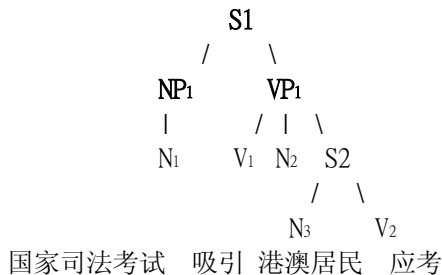 S1
/ \
NP1 VP1
| / | \
N1 V1 N2 S2
/ \
N3 V2
国家司法考试 吸引 港澳居民 应考